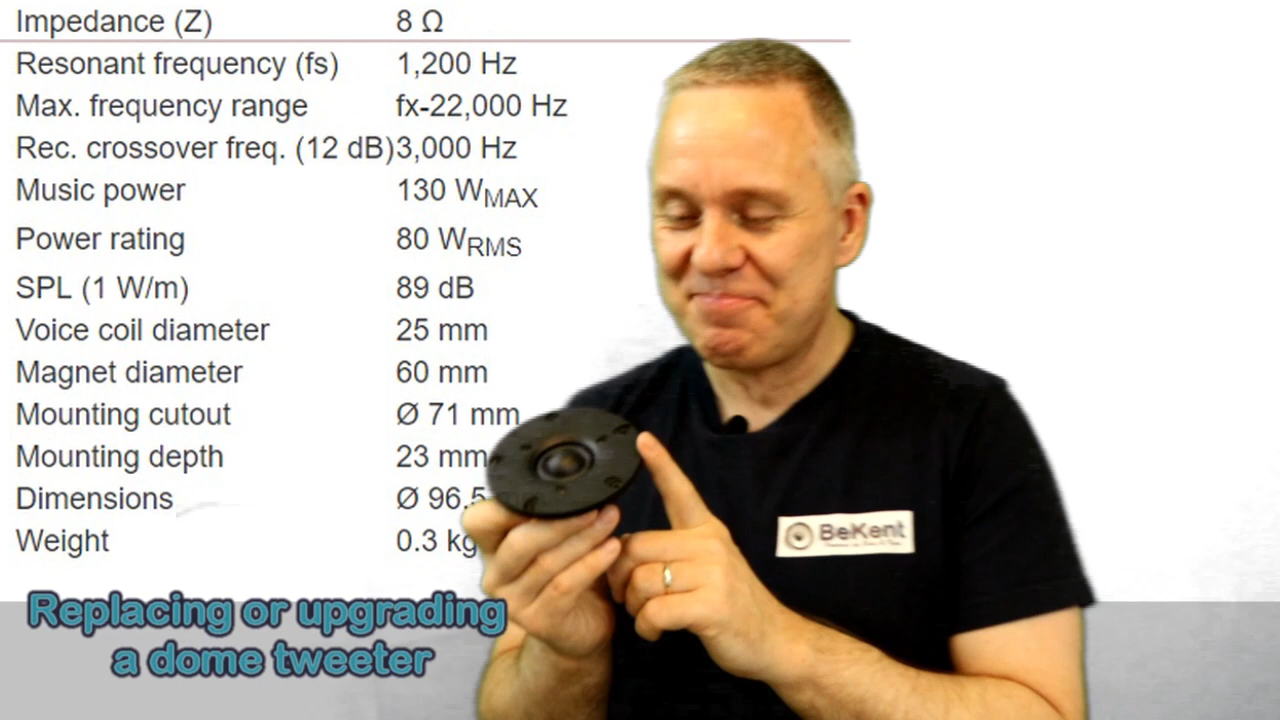 Impedance (Z) 8 Ω
Resonant frequency (fs) 1,200 Hz
Max. frequency range fx-22,000 Hz
Rec. crossover freq. (12 dB) 3,000 Hz
Music power 130 WMAX
Power rating 80 WRMS
SPL (1 W/m) 89 dB
Voice coil diameter 25 mm
Magnet diameter 60 mm
Mounting cutout Ø 71 mm
Mounting depth 23 mm
Dimensions Ø 96.5
Weight 0.3 kg
BeKent
Replacing or upgrading
a dome tweeter